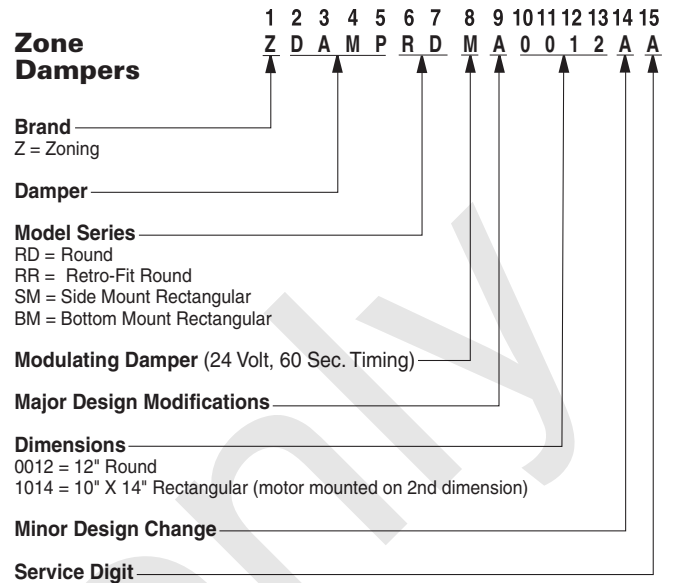 1 2 3 4 5 6 7 8 9 10 11 12 13 14 15
Zone Z D A M P R D M A 0 0 1 2 A A
Dampers
Brand
Z = Zoning
Damper
Model Series
RD = Round
RR = Retro-Fit Round
SM = Side Mount Rectangular
BM = Bottom Mount Rectangular
Modulating Damper (24 Volt, 60 Sec. Timing)
Major Design Modifications
Dimensions
0012 = 12" Round
1014 = 10" X 14" Rectangular (motor mounted on 2nd dimension)
Minor Design Change
Service Digit
only